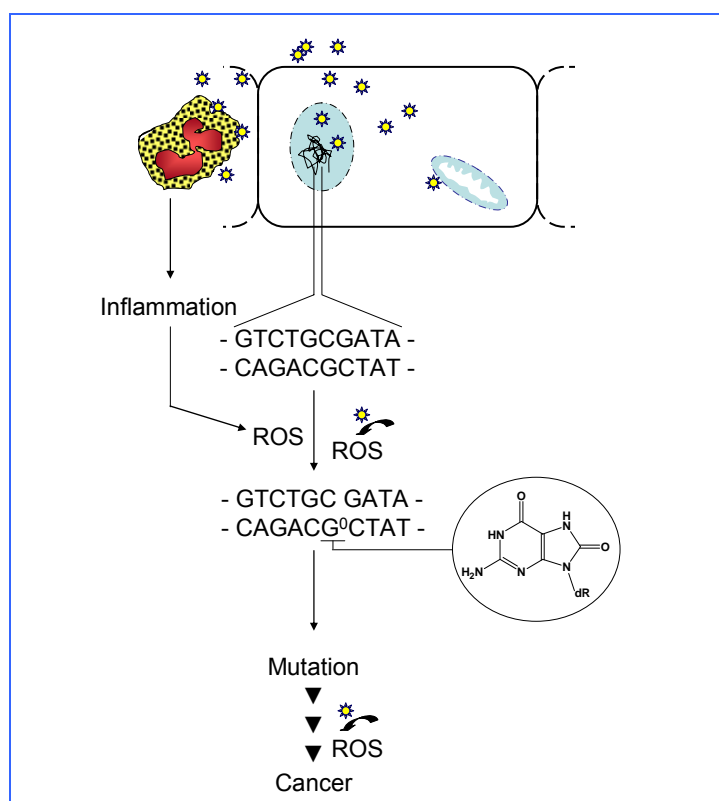 Inflammation
- GTCTGCGATA -
- CAGACGCTAT -
ROS
ROS
- GTCTGC GATA -
- CAGACG⁰CTAT -
O
H
N
HN
O
H₂N
N
N
dR
Mutation
ROS
Cancer